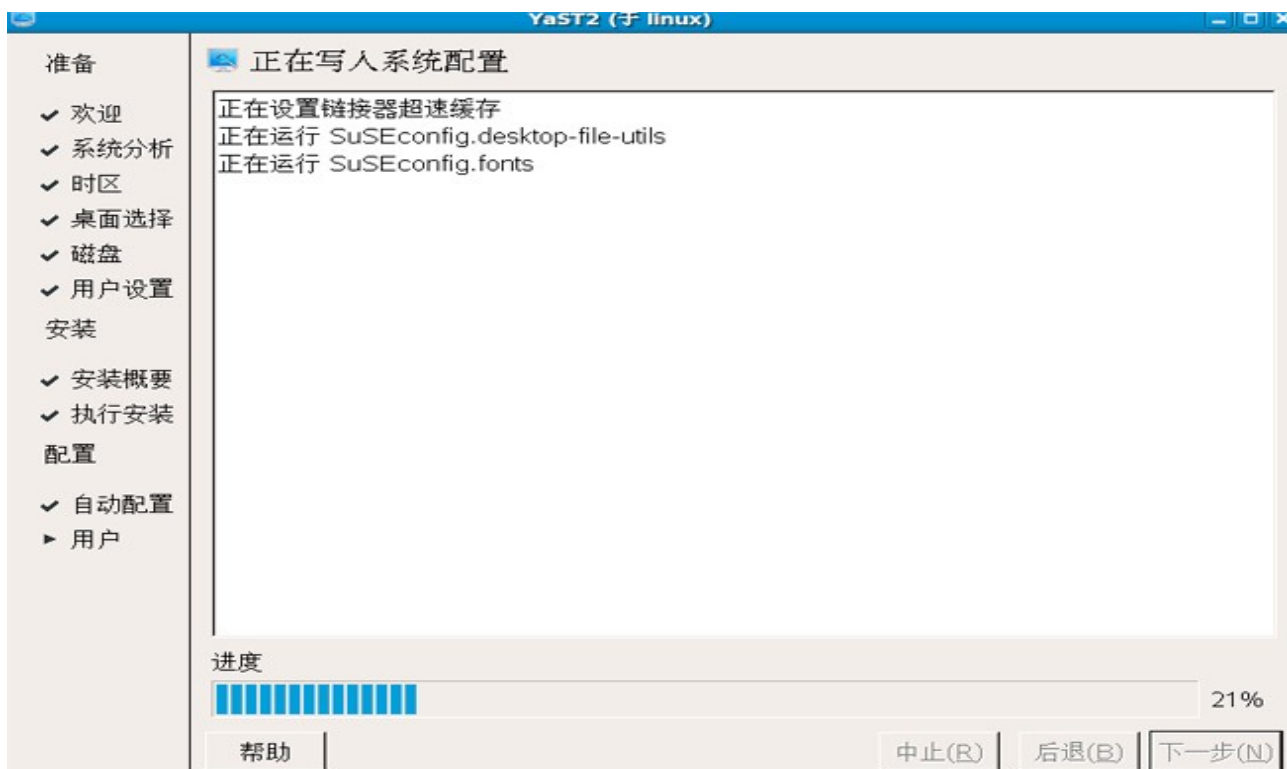 YaST2 (于 linux)
准备
欢迎
系统分析
时区
桌面选择
磁盘
用户设置
安装
安装概要
执行安装
配置
自动配置
用户
正在写入系统配置
正在设置链接器超速缓存
正在运行 SuSEconfig.desktop-file-utils
正在运行 SuSEconfig.fonts
进度
21%
帮助
中止(R)
后退(B)
下一步(N)